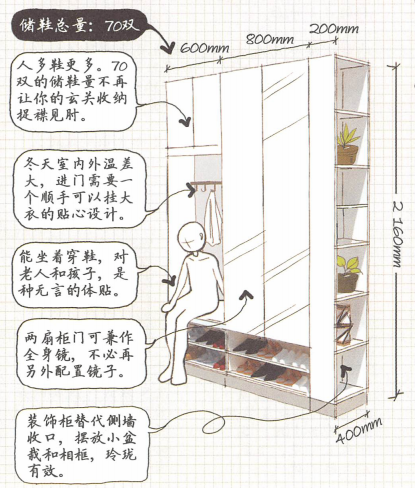 储鞋总量：70双
600mm
800mm
200mm
人多鞋更多。70
双的储鞋量不再
让你的玄关收纳
捉襟见肘。
冬天室内外温差
大，进门需要一
个顺手可以挂大
衣的贴心设计。
2160mm
能坐着穿鞋，对
老人和孩子，是
种无言的体贴。
两扇柜门可兼作
全身镜，不必再
另外配置镜子。
装饰柜替代侧墙
收口，摆放小盆
栽和相框，玲珑
有效。
400mm